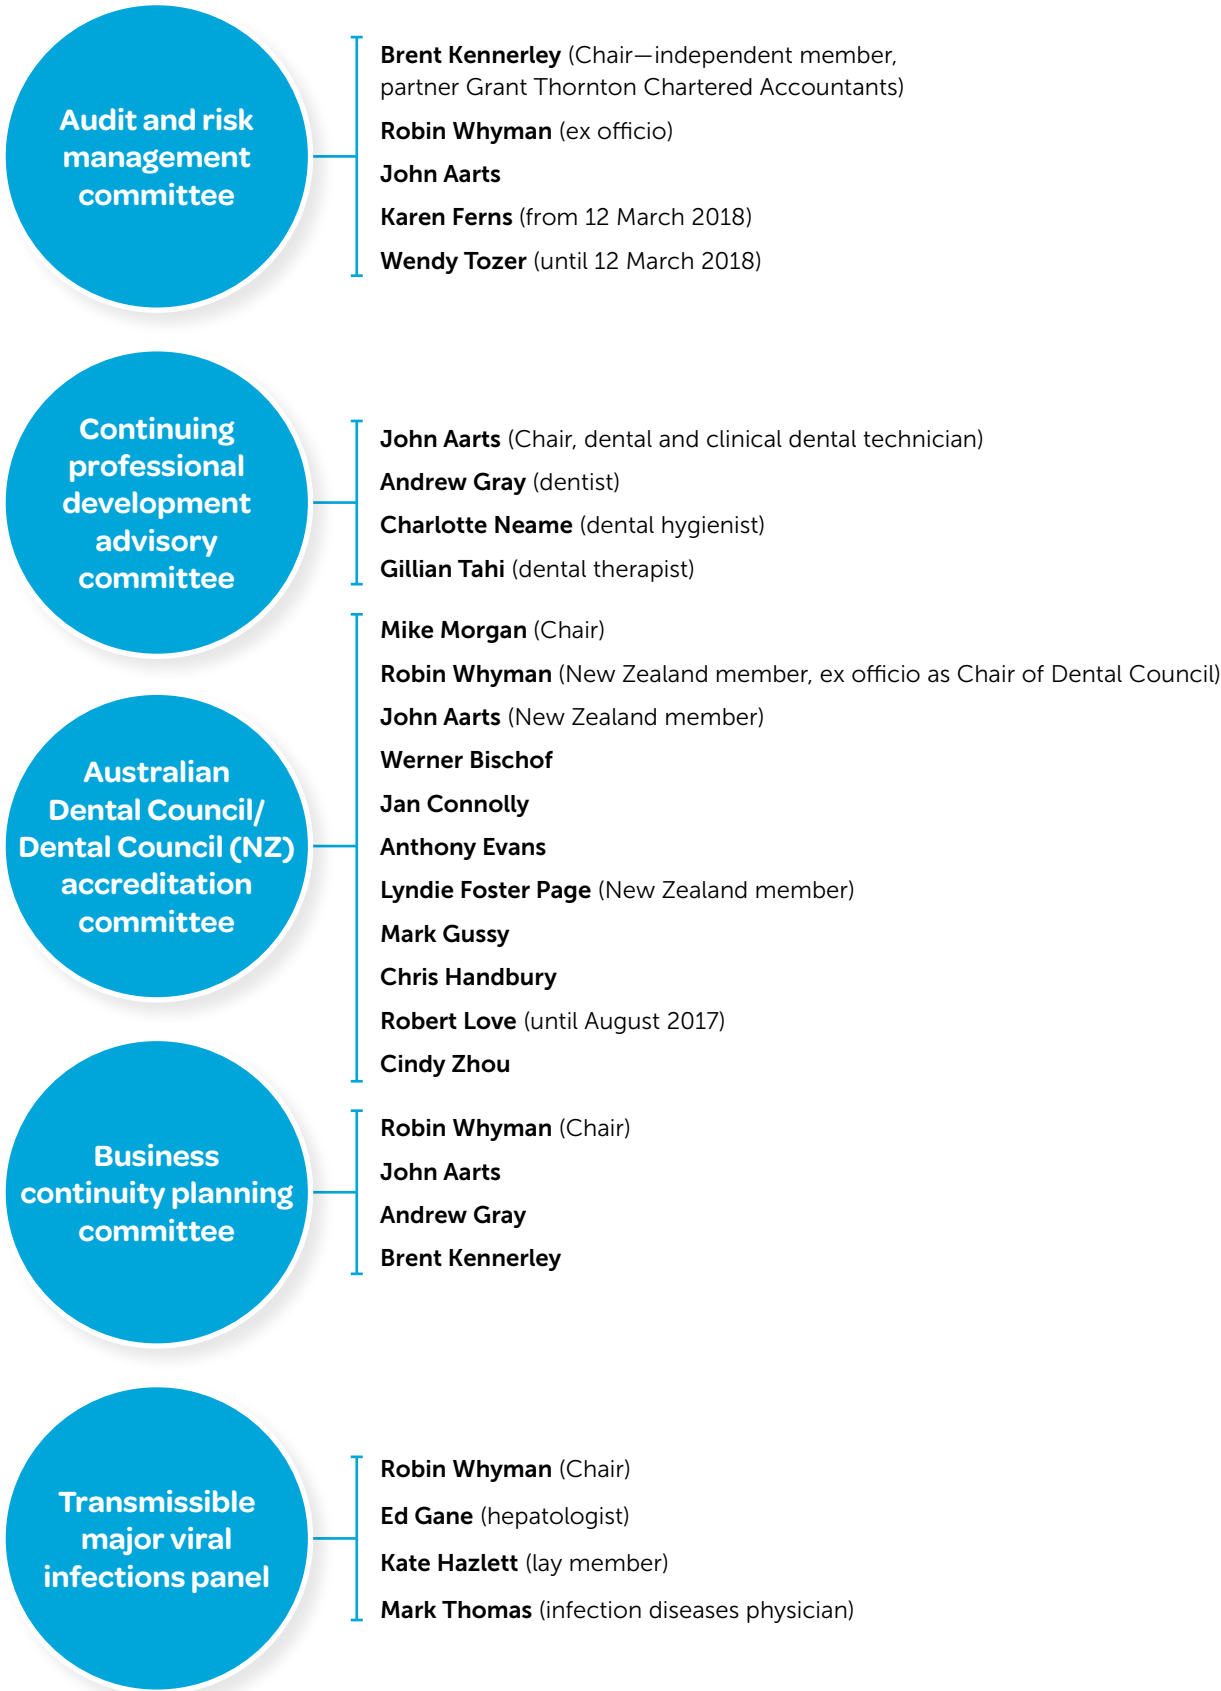 Audit and risk
management
committee
Brent Kennerley (Chair—independent member,
partner Grant Thornton Chartered Accountants)
Robin Whyman (ex officio)
John Aarts
Karen Ferns (from 12 March 2018)
Wendy Tozer (until 12 March 2018)
Continuing
professional
development
advisory
committee
John Aarts (Chair, dental and clinical dental technician)
Andrew Gray (dentist)
Charlotte Neame (dental hygienist)
Gillian Tahi (dental therapist)
Australian
Dental Council/
Dental Council (NZ)
accreditation
committee
Mike Morgan (Chair)
Robin Whyman (New Zealand member, ex officio as Chair of Dental Council)
John Aarts (New Zealand member)
Werner Bischof
Jan Connolly
Anthony Evans
Lyndie Foster Page (New Zealand member)
Mark Gussy
Chris Handbury
Robert Love (until August 2017)
Cindy Zhou
Business
continuity planning
committee
Robin Whyman (Chair)
John Aarts
Andrew Gray
Brent Kennerley
Transmissible
major viral
infections panel
Robin Whyman (Chair)
Ed Gane (hepatologist)
Kate Hazlett (lay member)
Mark Thomas (infection diseases physician)